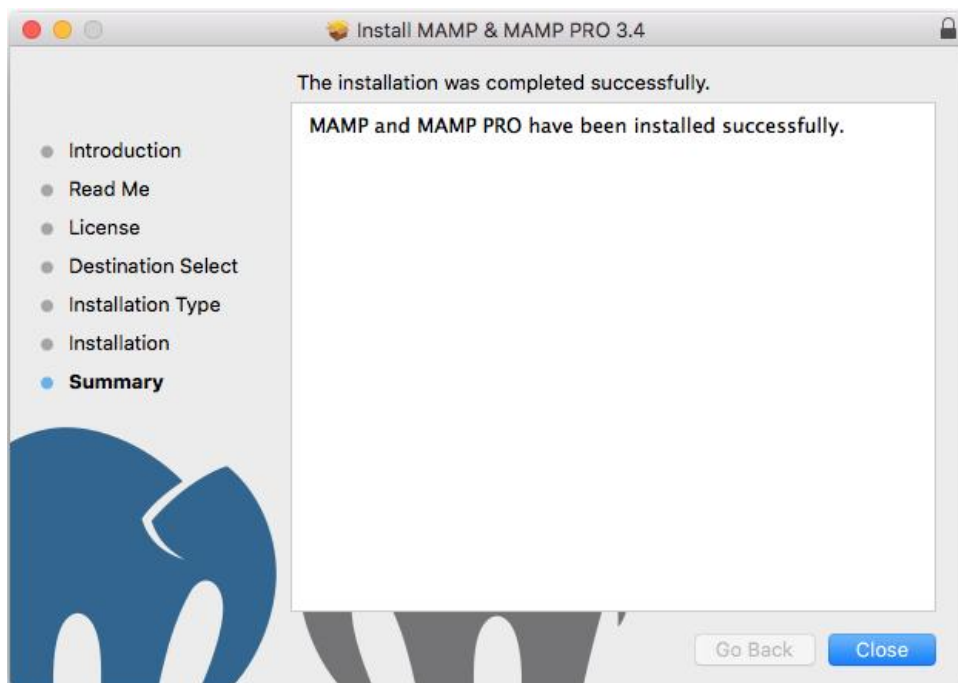 Install MAMP & MAMP PRO 3.4
The installation was completed successfully.
MAMP and MAMP PRO have been installed successfully.
Introduction
Read Me
License
Destination Select
Installation Type
Installation
Summary
Go Back
Close